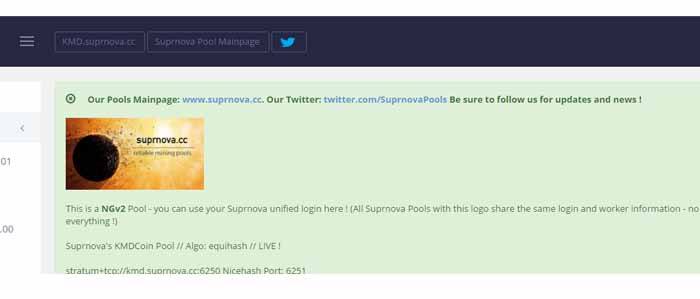 KMD.suprnova.cc Suprnova Pool Mainpage
Our Pools Mainpage: www.suprnova.cc. Our Twitter: twitter.com/SuprnovaPools Be sure to follow us for updates and news !
suprnova.cc
reliable mining pools
01
This is a NGv2 Pool - you can use your Suprnova unified login here ! (All Suprnova Pools with this logo share the same login and worker information - no
everything !)
.00
Suprnova's KMDCoin Pool // Algo: equihash // LIVE !
stratum+tcp://kmd.suprnova.cc:6250 Nicehash Port: 6251